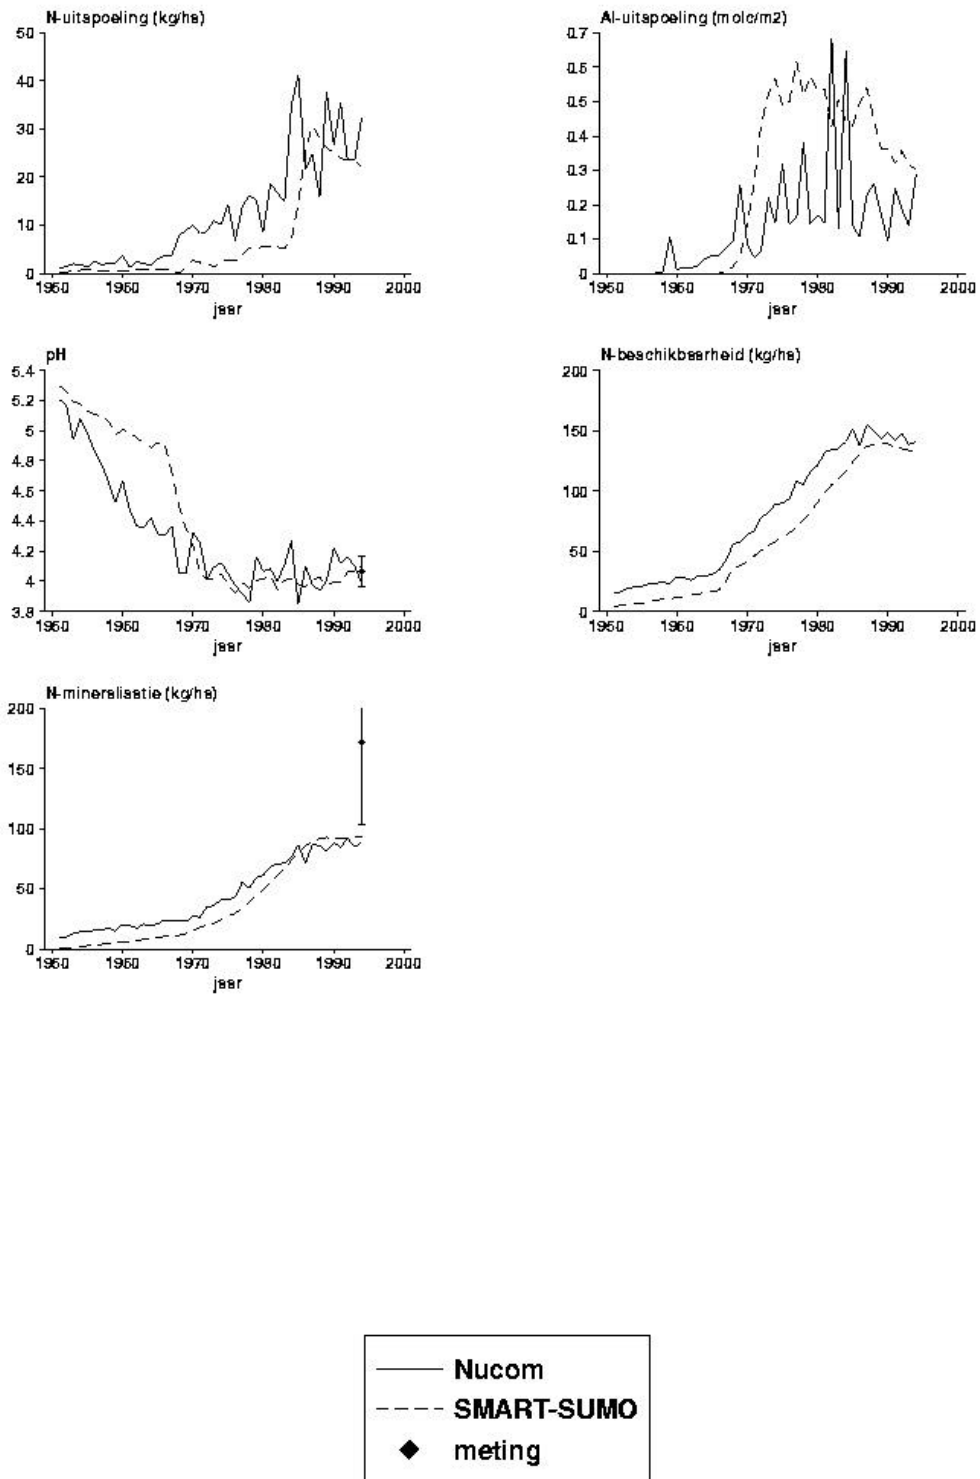 N-uitspoeling (kg/ha)
50
40
30
20
10
0
1950 1960 1970 1980 1990 2000
jaar
Al-uitspoeling (molc/m2)
0.7
0.6
0.5
0.4
0.3
0.2
0.1
0
1950 1960 1970 1980 1990 2000
jaar
pH
5.4
5.2
5
4.8
4.6
4.4
4.2
4
3.8
1950 1960 1970 1980 1990 2000
jaar
N-beschikbaarheid (kg/ha)
200
150
100
50
0
1950 1960 1970 1980 1990 2000
jaar
N-mineralisatie (kg/ha)
200
150
100
50
0
1950 1960 1970 1980 1990 2000
jaar
Nucom
SMART-SUMO
meting